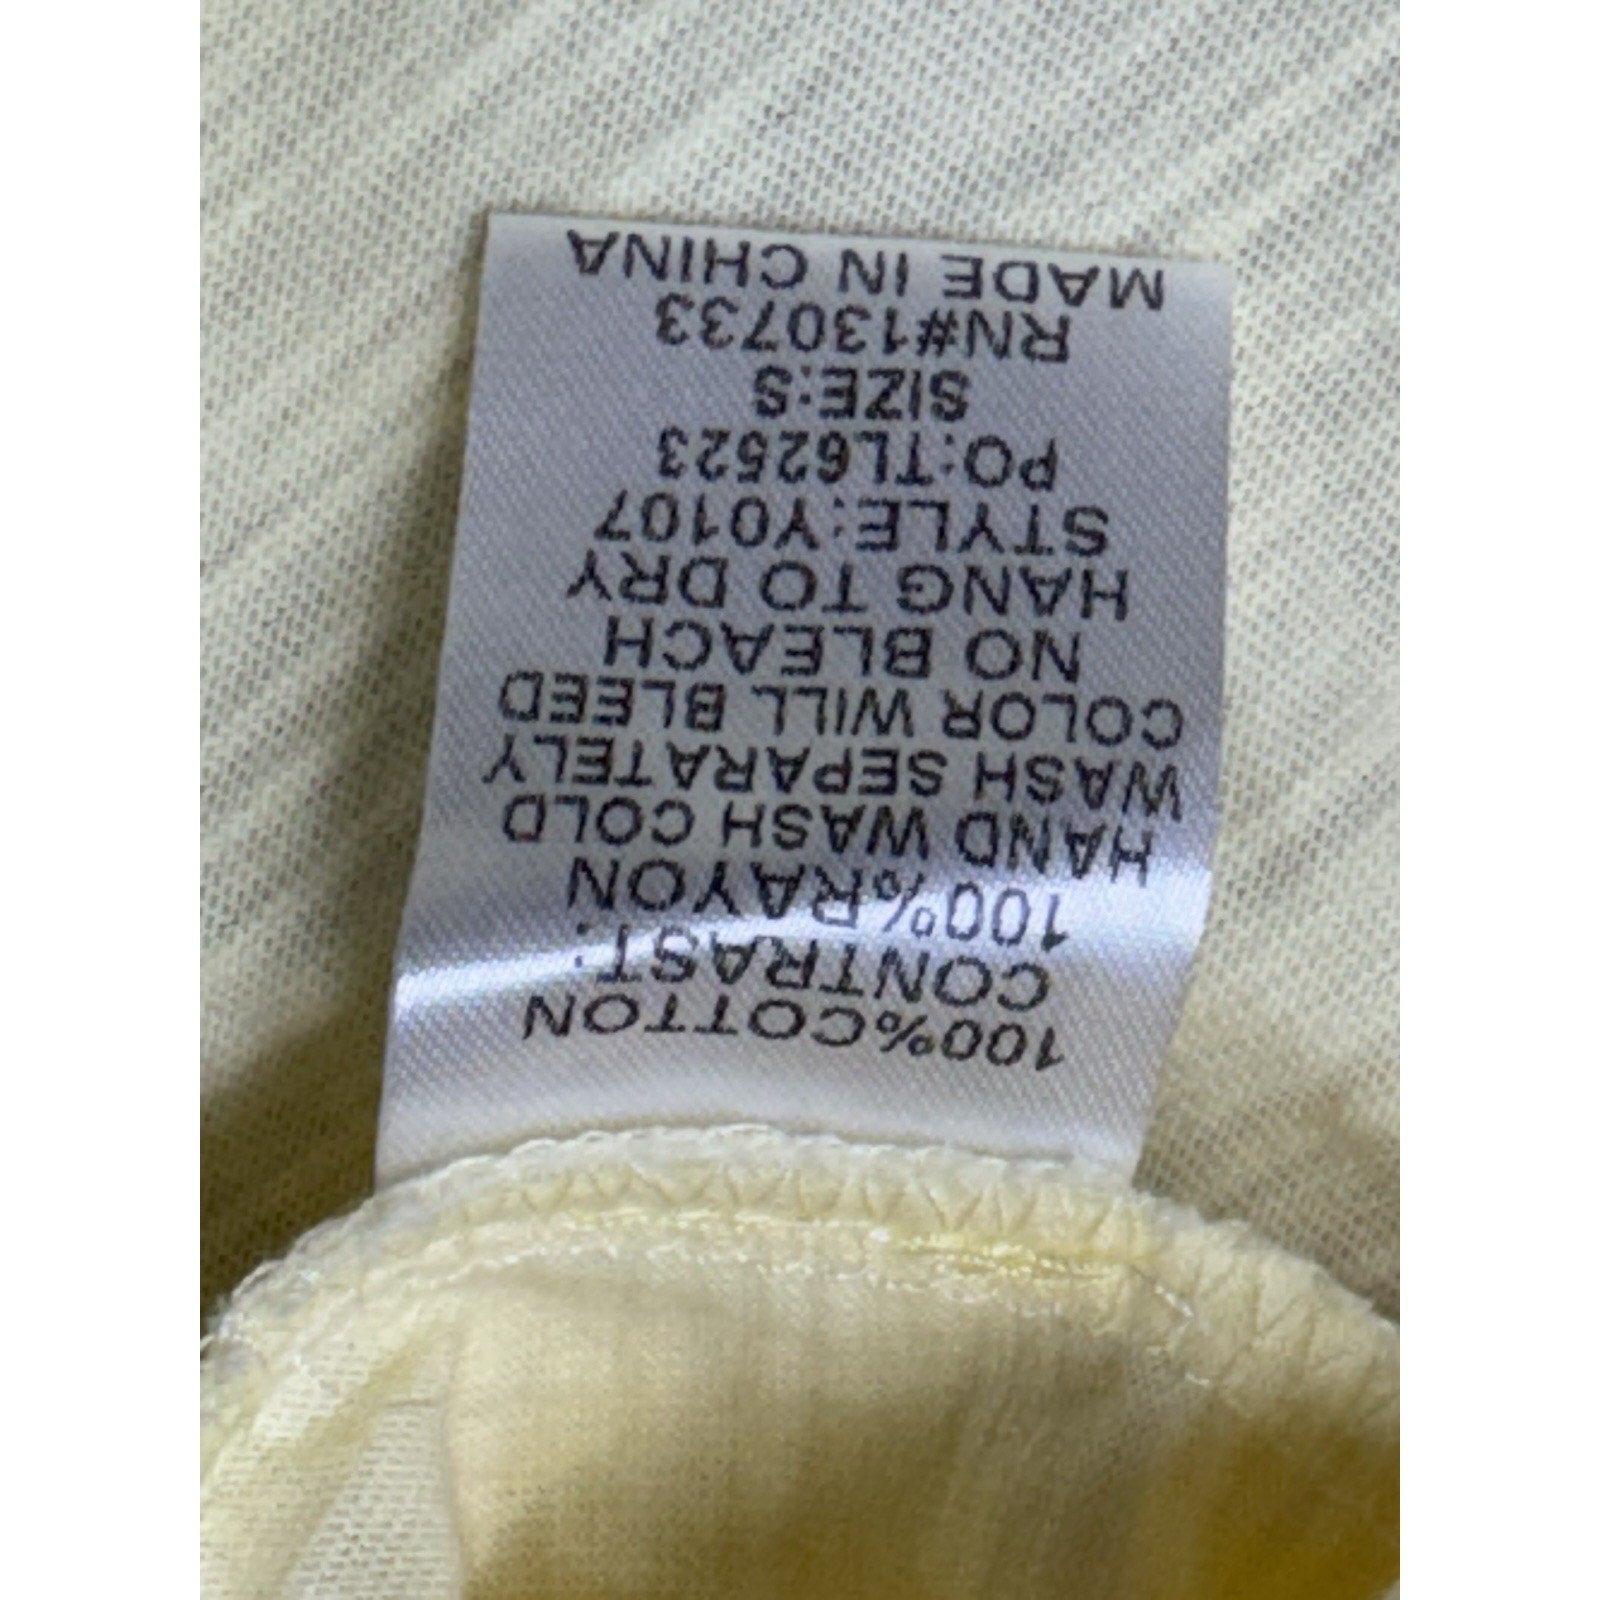 100%COTTON
CONTRAST:
100%RAYON
HAND WASH COLD
WASH SEPARATELY
COLOR WILL BLEED
NO BLEACH
HANG TO DRY
STYLE:Y0107
PO:TL62523
SIZE:S
RN#130733
MADE IN CHINA